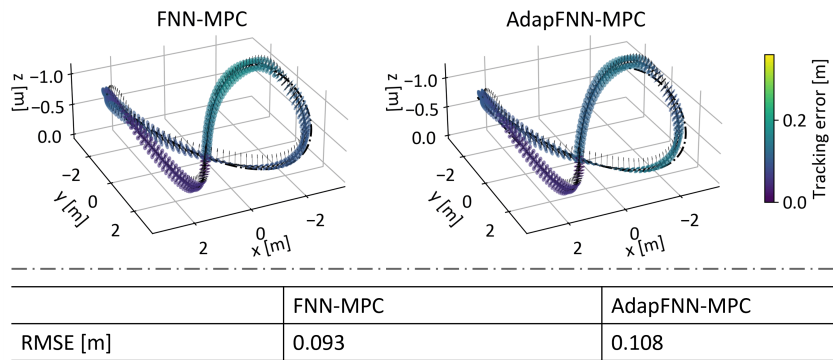 FNN-MPC
AdapFNN-MPC
z [m]
−1.0
−0.5
0.0
−2
0
2
y [m]
2
0
−2
x [m]
z [m]
−1.0
−0.5
0.0
−2
0
2
y [m]
2
0
−2
x [m]
0.2
0.0
Tracking error [m]
FNN-MPC AdapFNN-MPC
RMSE [m] 0.093 0.108